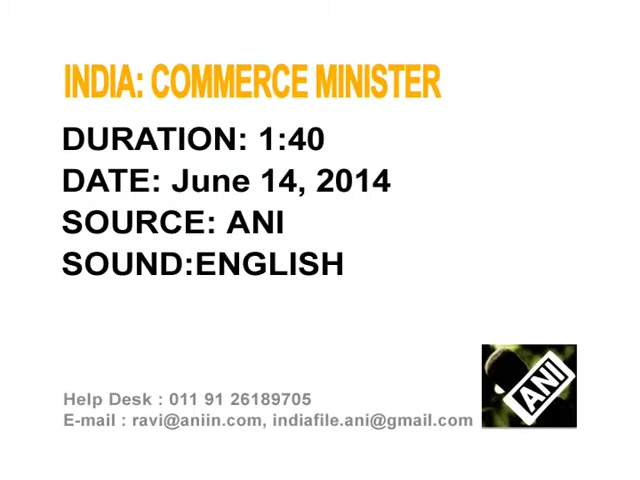 INDIA: COMMERCE MINISTER
DURATION: 1:40
DATE: June 14, 2014
SOURCE: ANI
SOUND:ENGLISH
Help Desk : 011 91 26189705
E-mail : ravi@aniin.com, indiafile.ani@gmail.com
ANI